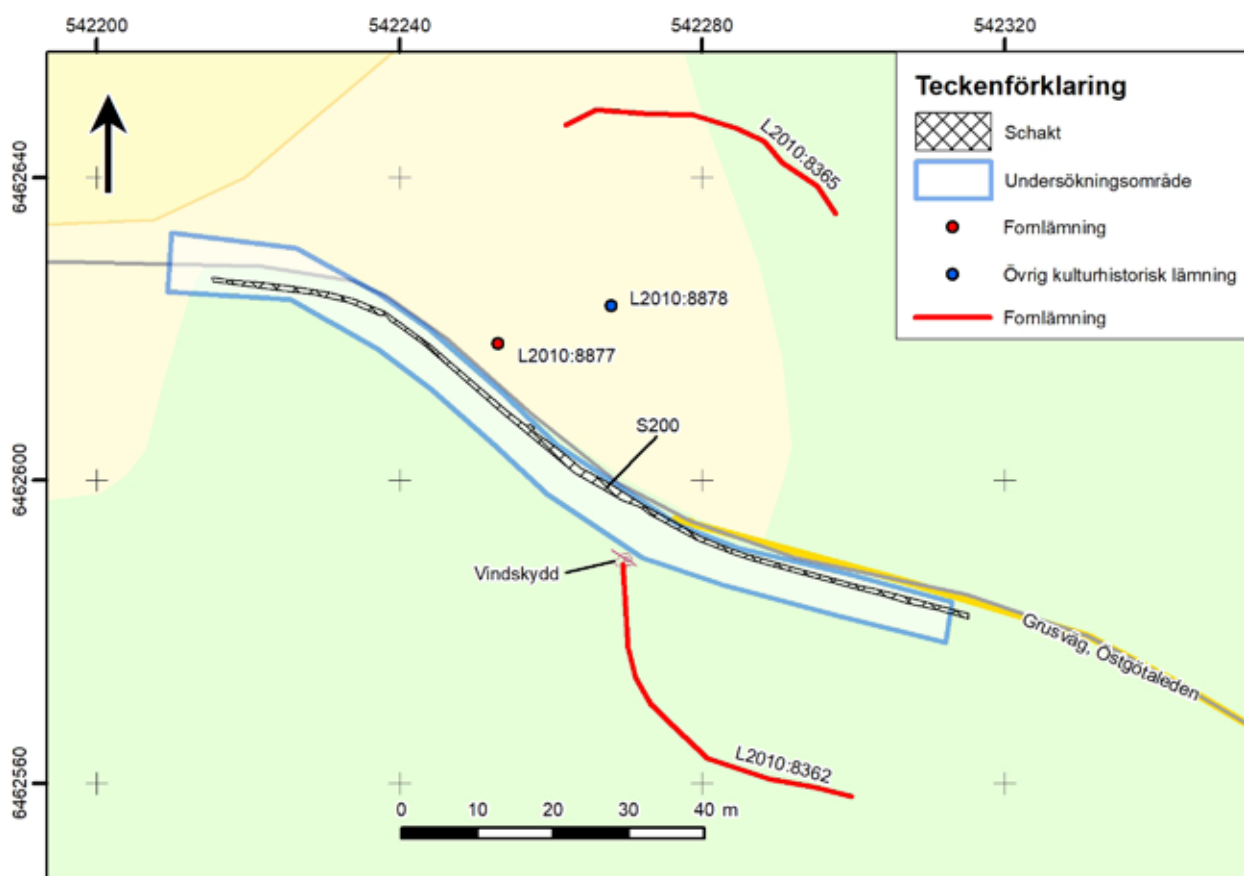 542200
542240
542280
542320
6462640
6462600
6462560
Teckenförklaring
Schakt
Undersökningsområde
Fornlämning
Övrig kulturhistorisk lämning
Fornlämning
L2010:8365
L2010:8878
L2010:8877
S200
Vindskydd
Grusväg, Östgötaleden
L2010:8362
0 10 20 30 40 m